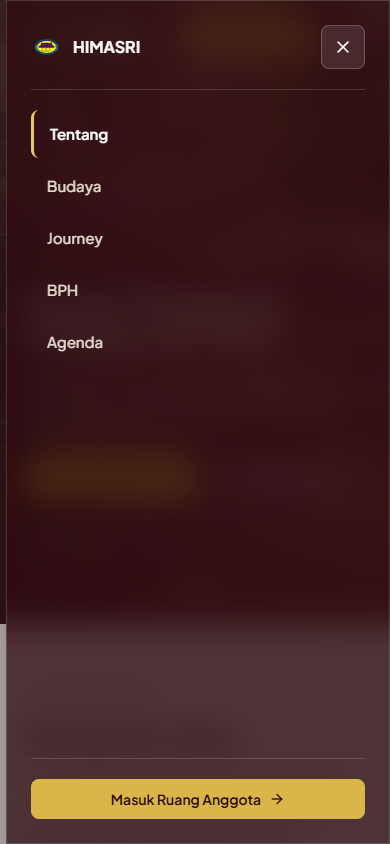 HIMASRI
Tentang
Budaya
Journey
BPH
Agenda
Masuk Ruang Anggota →